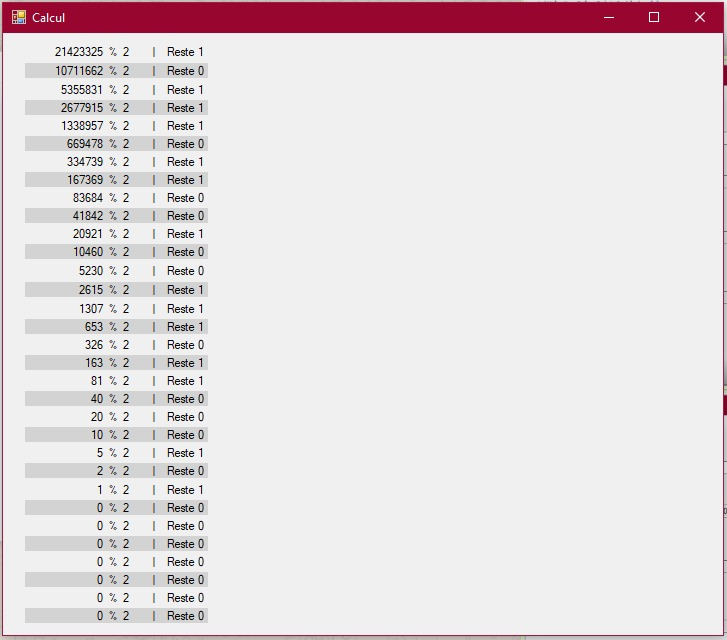 Calcul
21423325 % 2 | Reste 1
10711662 % 2 | Reste 0
5355831 % 2 | Reste 1
2677915 % 2 | Reste 1
1338957 % 2 | Reste 1
669478 % 2 | Reste 0
334739 % 2 | Reste 1
167369 % 2 | Reste 1
83684 % 2 | Reste 0
41842 % 2 | Reste 0
20921 % 2 | Reste 1
10460 % 2 | Reste 0
5230 % 2 | Reste 0
2615 % 2 | Reste 1
1307 % 2 | Reste 1
653 % 2 | Reste 1
326 % 2 | Reste 0
163 % 2 | Reste 1
81 % 2 | Reste 1
40 % 2 | Reste 0
20 % 2 | Reste 0
10 % 2 | Reste 0
5 % 2 | Reste 1
2 % 2 | Reste 0
1 % 2 | Reste 1
0 % 2 | Reste 0
0 % 2 | Reste 0
0 % 2 | Reste 0
0 % 2 | Reste 0
0 % 2 | Reste 0
0 % 2 | Reste 0
0 % 2 | Reste 0